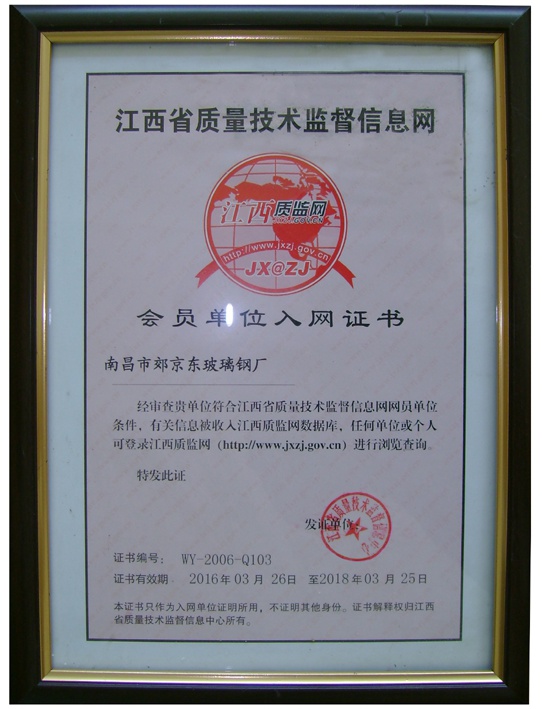 江西省质量技术监督信息网
江西质监网
http://www.jxzj.gov.cn
JX@ZJ
会员单位入网证书
南昌市郊京东玻璃钢厂
经审查贵单位符合江西省质量技术监督信息网网员单位
条件，有关信息被收入江西质监网数据库，任何单位或个人
可登录江西质监网（http://www.jxzj.gov.cn）进行浏览查询。
特发此证
发证单位
证书编号： WY-2006-Q103
证书有效期 2016年03月26日 至2018年03月25日
本证书只作为入网单位证明所用，不证明其他身份。证书解释权归江西
省质量技术监督信息中心所有。